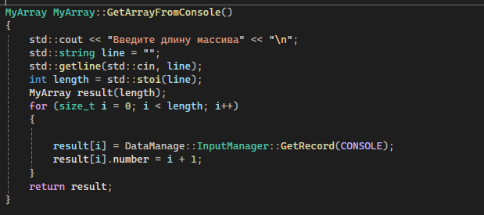 MyArray MyArray::GetArrayFromConsole()
{
    std::cout << "Введите длину массива" << "\n";
    std::string line = "";
    std::getline(std::cin, line);
    int length = std::stoi(line);
    MyArray result(length);
    for (size_t i = 0; i < length; i++)
    {
        result[i] = DataManage::InputManager::GetRecord(CONSOLE);
        result[i].number = i + 1;
    }
    return result;
}